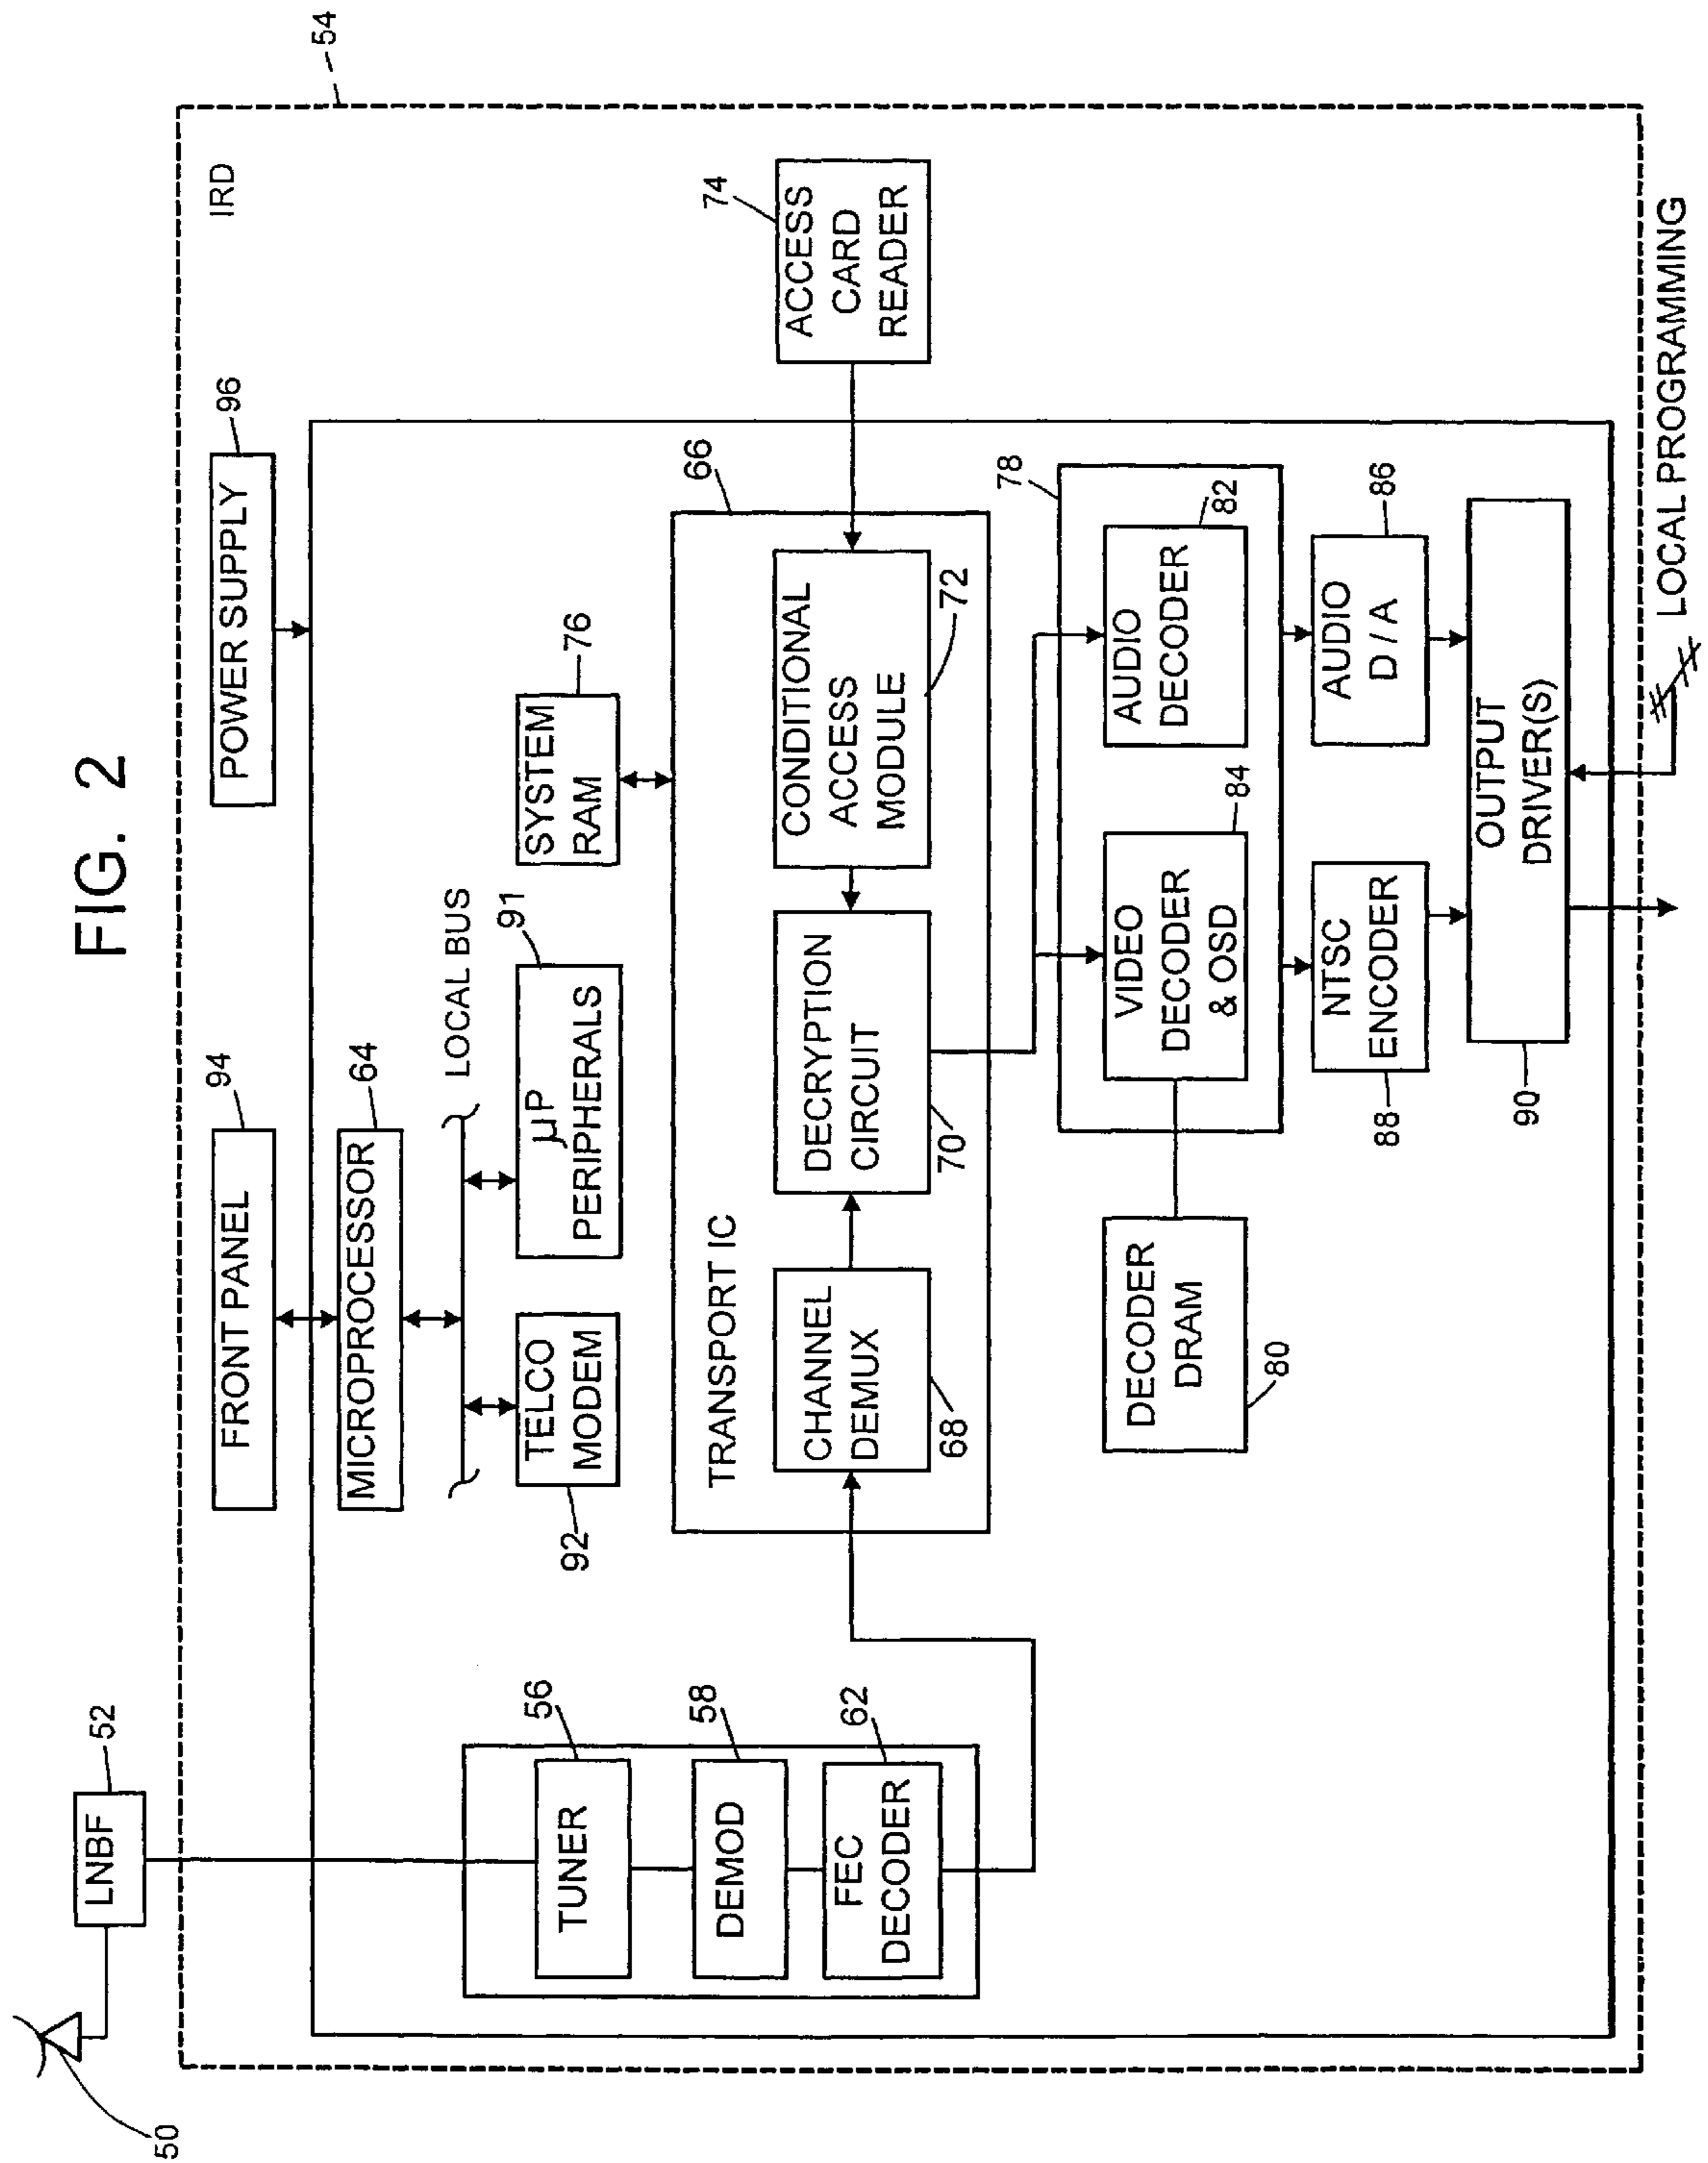 FIG. 2
50
LNBF
52
54
IRD
FRONT PANEL
94
POWER SUPPLY
96
MICROPROCESSOR
64
LOCAL BUS
TELCO
MODEM
92
µP
PERIPHERALS
91
SYSTEM
RAM
76
TUNER
56
DEMOD
58
FEC
DECODER
62
TRANSPORT IC
66
CHANNEL
DEMUX
68
DECRYPTION
CIRCUIT
70
CONDITIONAL
ACCESS
MODULE
72
ACCESS
CARD
READER
74
78
DECODER
DRAM
80
VIDEO
DECODER
& OSD
84
AUDIO
DECODER
82
NTSC
ENCODER
88
AUDIO
D / A
86
OUTPUT
DRIVER(S)
90
LOCAL PROGRAMMING